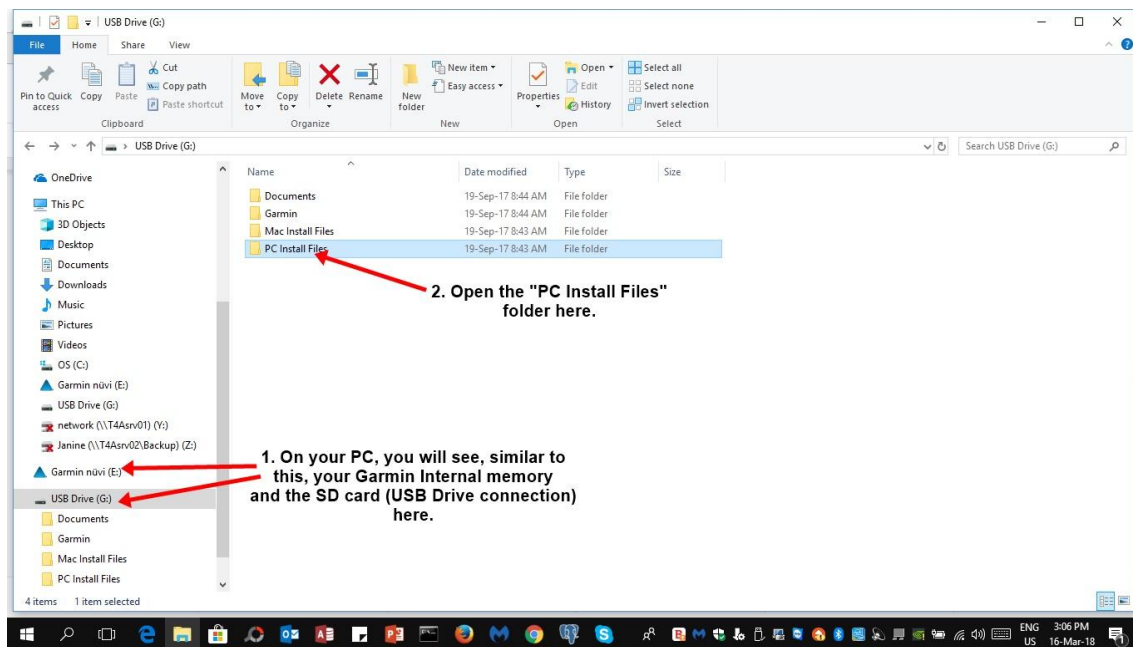 USB Drive (G:)
File Home Share View
Pin to Quick access
Copy
Paste
Cut
Copy path
Paste shortcut
Clipboard
Move to
Copy to
Delete
Rename
Organize
New folder
New item
Easy access
New
Properties
Open
Edit
History
Open
Select all
Select none
Invert selection
Select
USB Drive (G:)
Search USB Drive (G:)
OneDrive
This PC
3D Objects
Desktop
Documents
Downloads
Music
Pictures
Videos
OS (C:)
Garmin nüvi (E:)
USB Drive (G:)
network (\\T4Asrv01) (Y:)
Janine (\\T4Asrv02\Backup) (Z:)
Garmin nüvi (E:)
USB Drive (G:)
Documents
Garmin
Mac Install Files
PC Install Files
Name Date modified Type Size
Documents 19-Sep-17 8:44 AM File folder
Garmin 19-Sep-17 8:44 AM File folder
Mac Install Files 19-Sep-17 8:43 AM File folder
PC Install Files 19-Sep-17 8:43 AM File folder
2. Open the "PC Install Files"
folder here.
1. On your PC, you will see, similar to
this, your Garmin Internal memory
and the SD card (USB Drive connection)
here.
4 items 1 item selected
ENG 3:06 PM
US 16-Mar-18